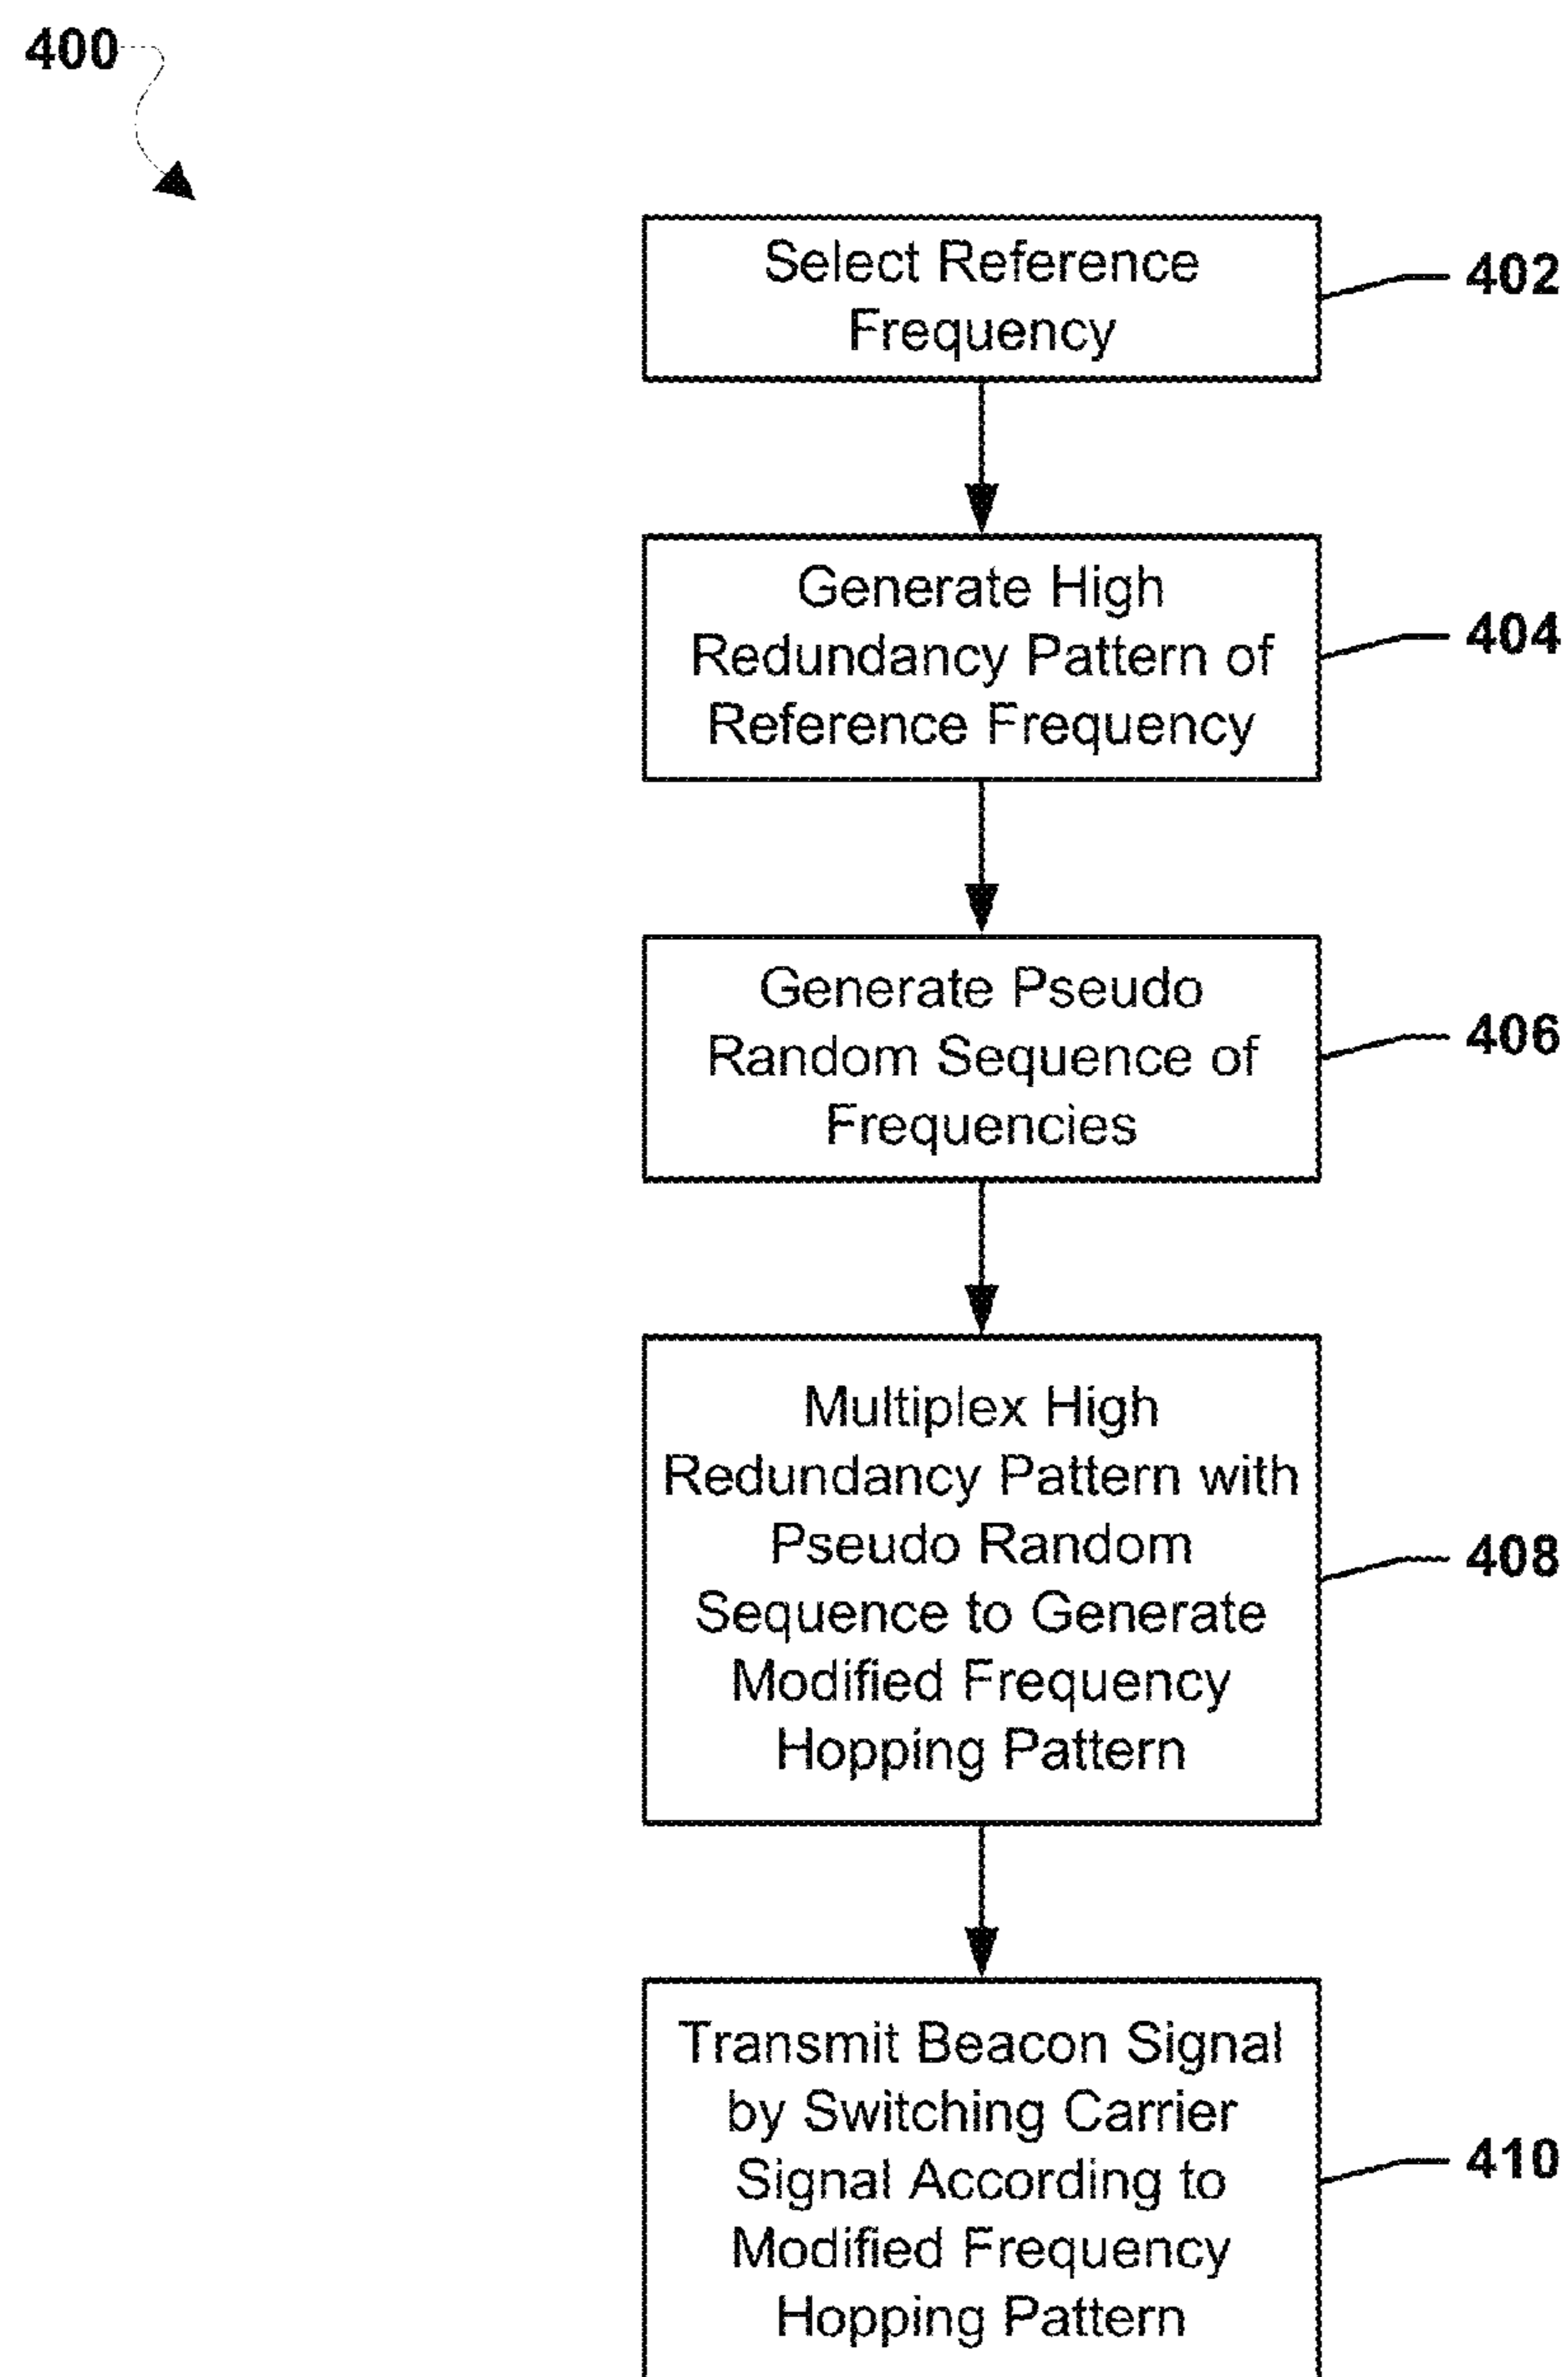 400
Select Reference
Frequency
402
Generate High
Redundancy Pattern of
Reference Frequency
404
Generate Pseudo
Random Sequence of
Frequencies
406
Multiplex High
Redundancy Pattern with
Pseudo Random
Sequence to Generate
Modified Frequency
Hopping Pattern
408
Transmit Beacon Signal
by Switching Carrier
Signal According to
Modified Frequency
Hopping Pattern
410